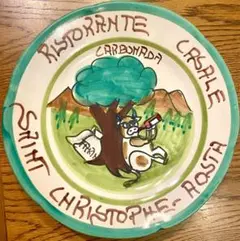 RISTORANTE CASALE
CARBONADA
SAINT CHRISTOPHE-AOSTA